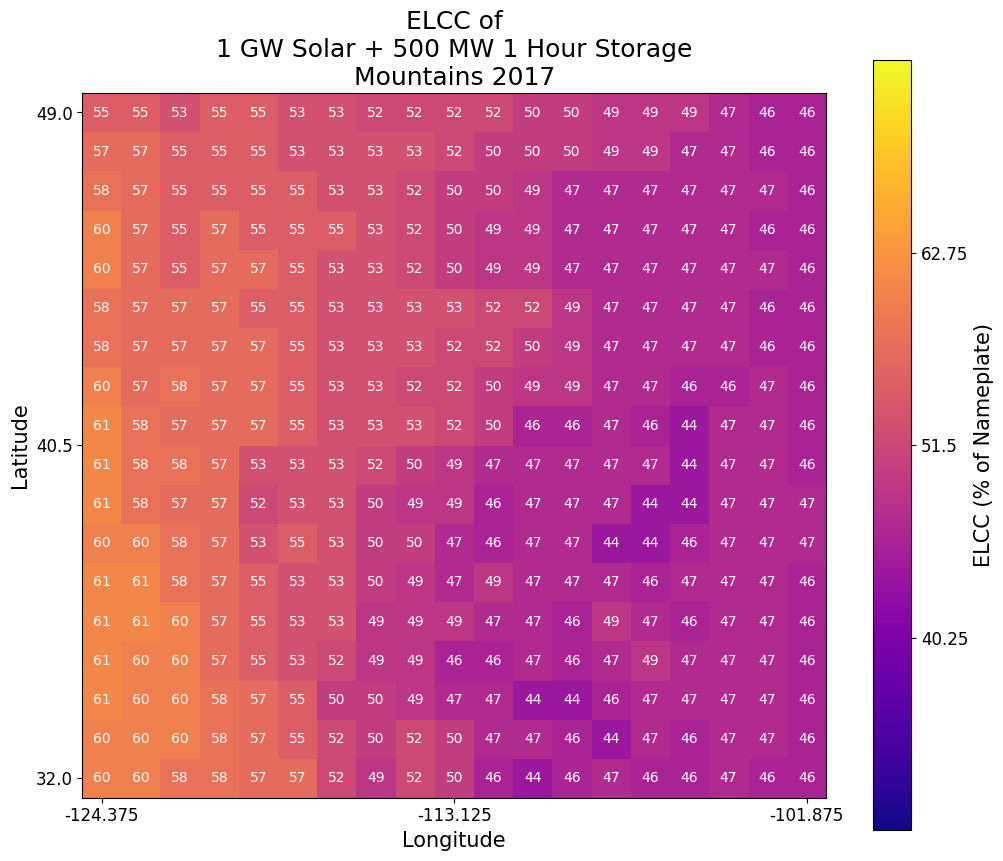 ELCC of
1 GW Solar + 500 MW 1 Hour Storage
Mountains 2017
49.0 55 55 53 55 55 53 53 52 52 52 52 50 50 49 49 49 47 46 46
57 57 55 55 55 53 53 53 53 52 50 50 50 49 49 47 47 46 46
58 57 55 55 55 55 53 53 52 50 50 49 47 47 47 47 47 47 46
60 57 55 57 55 55 55 53 52 50 49 49 47 47 47 47 47 46 46
60 57 55 57 57 55 53 53 52 50 49 49 47 47 47 47 47 47 46
58 57 57 57 55 55 53 53 53 53 52 52 49 47 47 47 47 46 46
58 57 57 57 57 55 53 53 53 52 52 50 49 47 47 47 47 46 46
60 57 58 57 57 55 53 53 52 52 50 49 49 47 47 46 46 47 46
40.5 61 58 57 57 57 55 53 53 53 52 50 46 46 47 46 44 47 47 46
61 58 58 57 53 53 53 52 50 49 47 47 47 47 47 44 47 47 46
61 58 57 57 52 53 53 50 49 49 46 47 47 47 44 44 47 47 47
60 60 58 57 53 55 53 50 50 47 46 47 47 44 44 46 47 47 47
61 61 58 57 55 53 53 50 49 47 49 47 47 47 46 47 47 47 46
61 61 60 57 55 53 53 49 49 49 47 47 46 49 47 46 47 47 46
61 60 60 57 55 53 52 49 49 46 46 47 46 47 49 47 47 47 46
61 60 60 58 57 55 50 50 49 47 47 44 44 46 47 47 47 47 46
60 60 60 58 57 55 52 50 52 50 47 47 46 44 47 46 47 47 46
32.0 60 60 58 58 57 57 52 49 52 50 46 44 46 47 46 46 47 46 46
-124.375 -113.125 -101.875
Longitude
Latitude
62.75
51.5
40.25
ELCC (% of Nameplate)